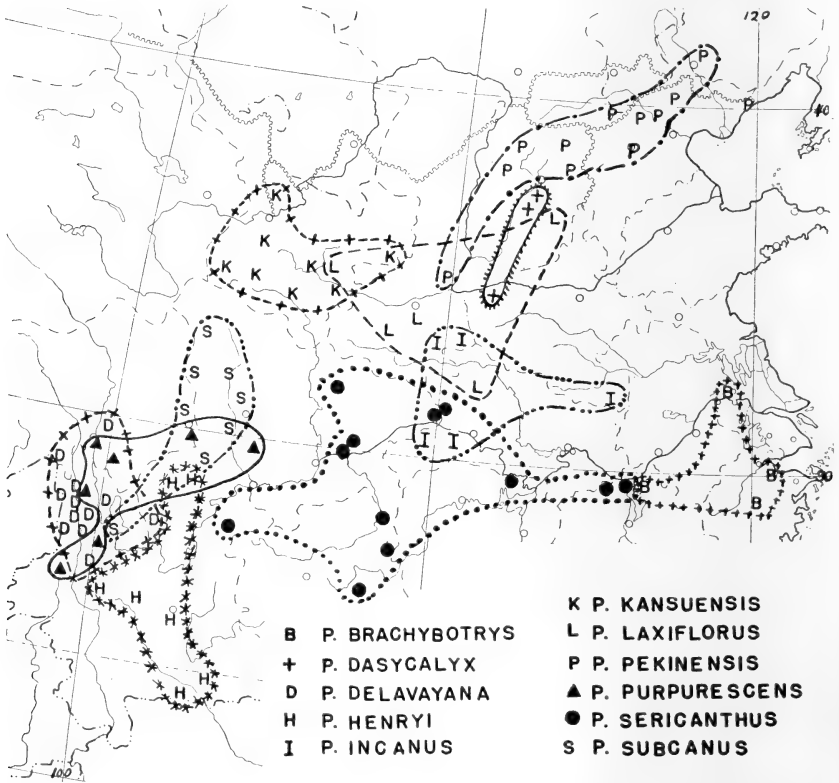 120
P
P P 40
P P P
P P P
P P
K
L
K
K K K L K
P
K K
L
S L
I I
S S
L
B
S I
S
D S
I I
D S
H H B 30
B
D D
D D B
D D D
D D S
D
H H
H
H
H
100
B P. BRACHYBOTRYS
+ P. DASYCALYX
D P. DELAVAYANA
H P. HENRYI
I P. INCANUS
K P. KANSUENSIS
L P. LAXIFLORUS
P P. PEKINENSIS
▲ P. PURPURESCENS
● P. SERICANTHUS
S P. SUBCANUS